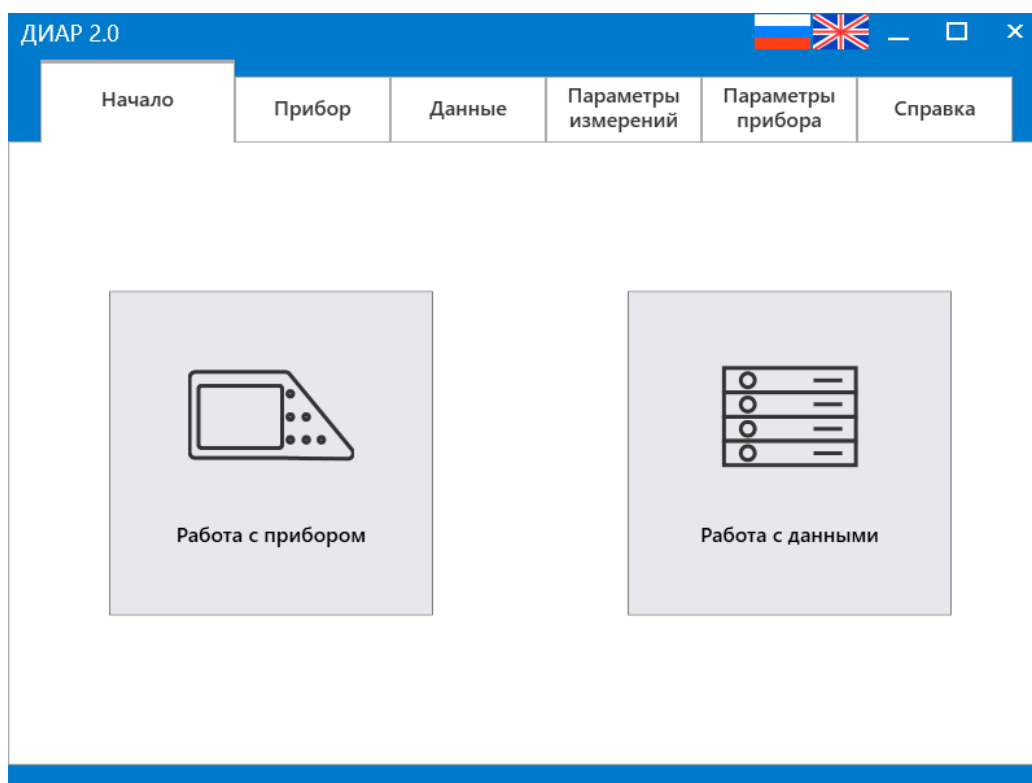 ДИАР 2.0
Начало
Прибор
Данные
Параметры
измерений
Параметры
прибора
Справка
Работа с прибором
Работа с данными